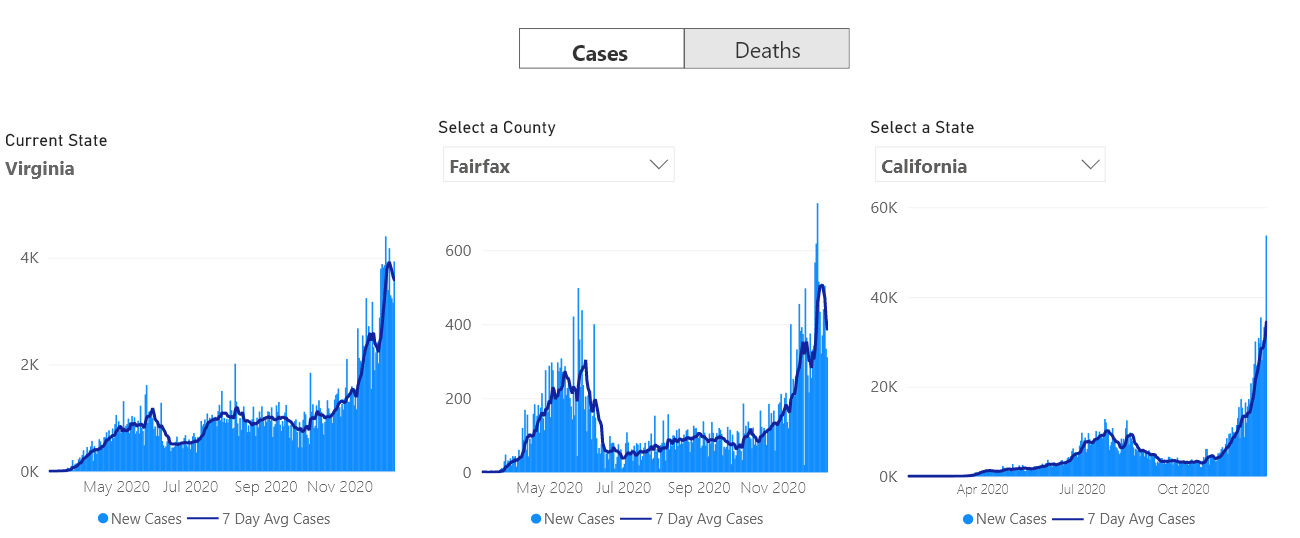 Cases Deaths
Current State
Virginia
4K
2K
0K
May 2020 Jul 2020 Sep 2020 Nov 2020
New Cases 7 Day Avg Cases
Select a County
Fairfax
600
400
200
0
May 2020 Jul 2020 Sep 2020 Nov 2020
New Cases 7 Day Avg Cases
Select a State
California
60K
40K
20K
0K
Apr 2020 Jul 2020 Oct 2020
New Cases 7 Day Avg Cases